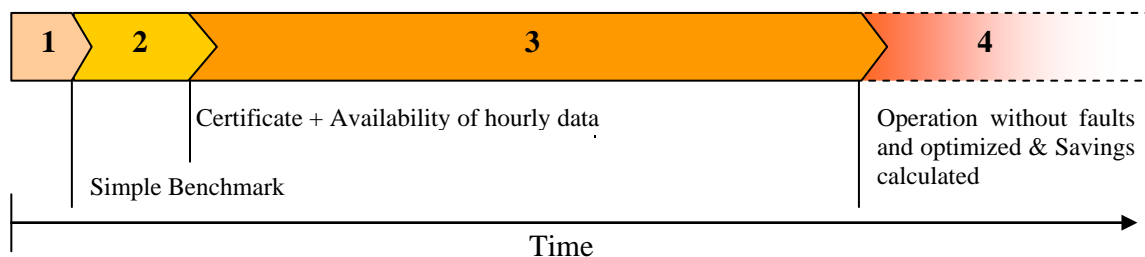 1 2 3 4
Certificate + Availability of hourly data
Operation without faults
and optimized & Savings
calculated
Simple Benchmark
Time